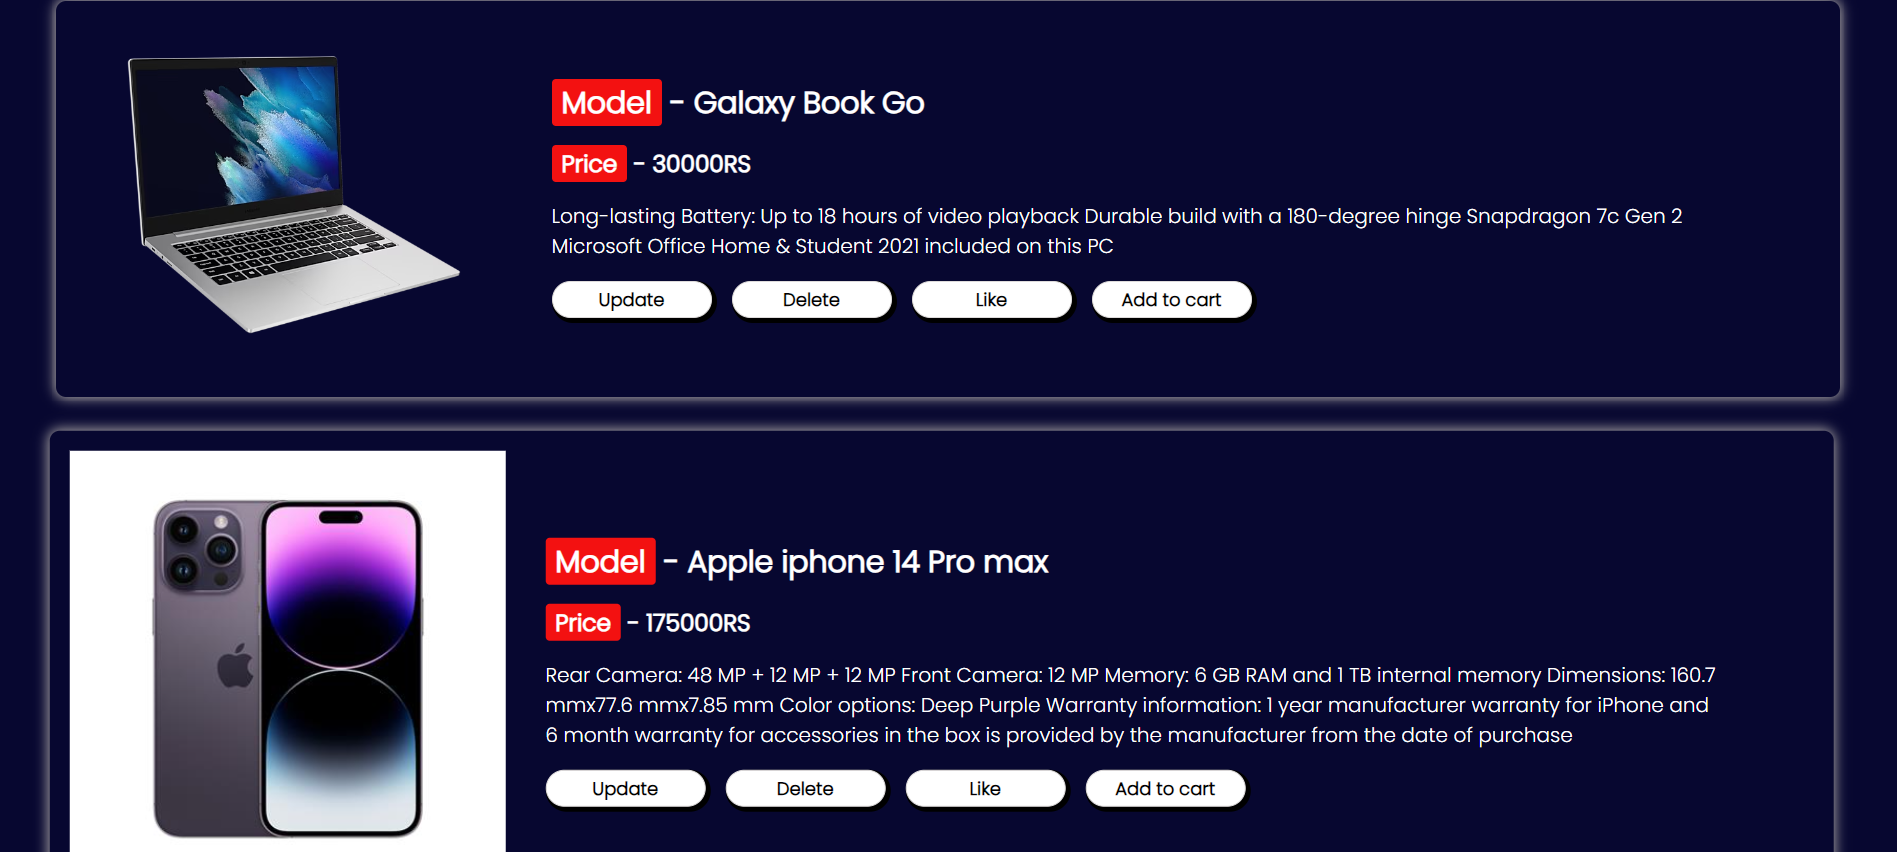 Model - Galaxy Book Go
Price - 30000RS
Long-lasting Battery: Up to 18 hours of video playback Durable build with a 180-degree hinge Snapdragon 7c Gen 2
Microsoft Office Home & Student 2021 included on this PC
Update Delete Like Add to cart
Model - Apple iphone 14 Pro max
Price - 175000RS
Rear Camera: 48 MP + 12 MP + 12 MP Front Camera: 12 MP Memory: 6 GB RAM and 1 TB internal memory Dimensions: 160.7
mmx77.6 mmx7.85 mm Color options: Deep Purple Warranty information: 1 year manufacturer warranty for iPhone and
6 month warranty for accessories in the box is provided by the manufacturer from the date of purchase
Update Delete Like Add to cart